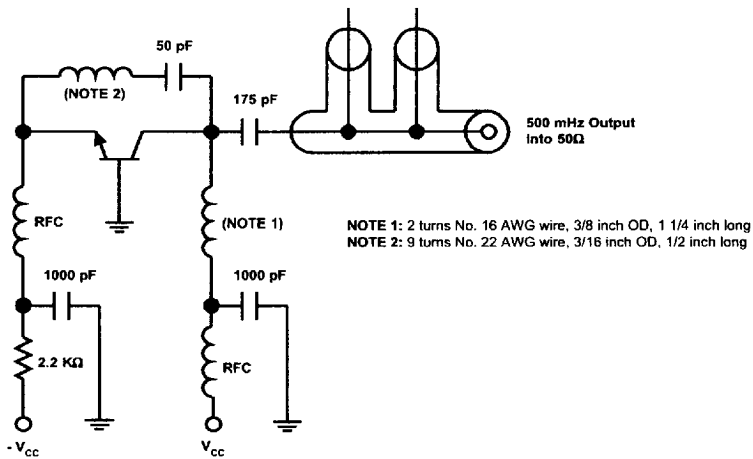 50 pF
(NOTE 2)
175 pF
500 mHz Output
Into 50Ω
RFC
(NOTE 1)
NOTE 1: 2 turns No. 16 AWG wire, 3/8 inch OD, 1 1/4 inch long
NOTE 2: 9 turns No. 22 AWG wire, 3/16 inch OD, 1/2 inch long
1000 pF
1000 pF
2.2 KΩ
RFC
- VCC
VCC